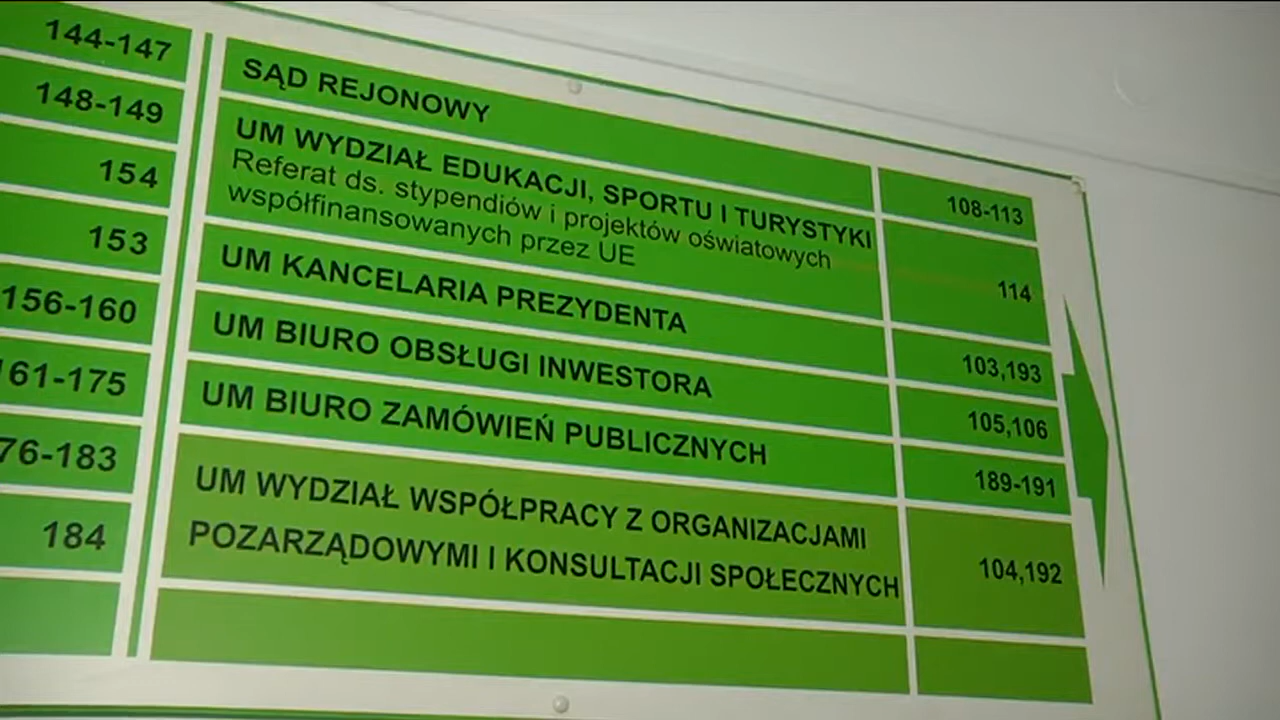 144-147
148-149
154
153
156-160
161-175
76-183
184
SĄD REJONOWY
108-113
UM WYDZIAŁ EDUKACJI, SPORTU I TURYSTYKI
Referat ds. stypendiów i projektów oświatowych
współfinansowanych przez UE
114
UM KANCELARIA PREZYDENTA
103,193
UM BIURO OBSŁUGI INWESTORA
105,106
UM BIURO ZAMÓWIEŃ PUBLICZNYCH
189-191
UM WYDZIAŁ WSPÓŁPRACY Z ORGANIZACJAMI
POZARZĄDOWYMI I KONSULTACJI SPOŁECZNYCH
104,192